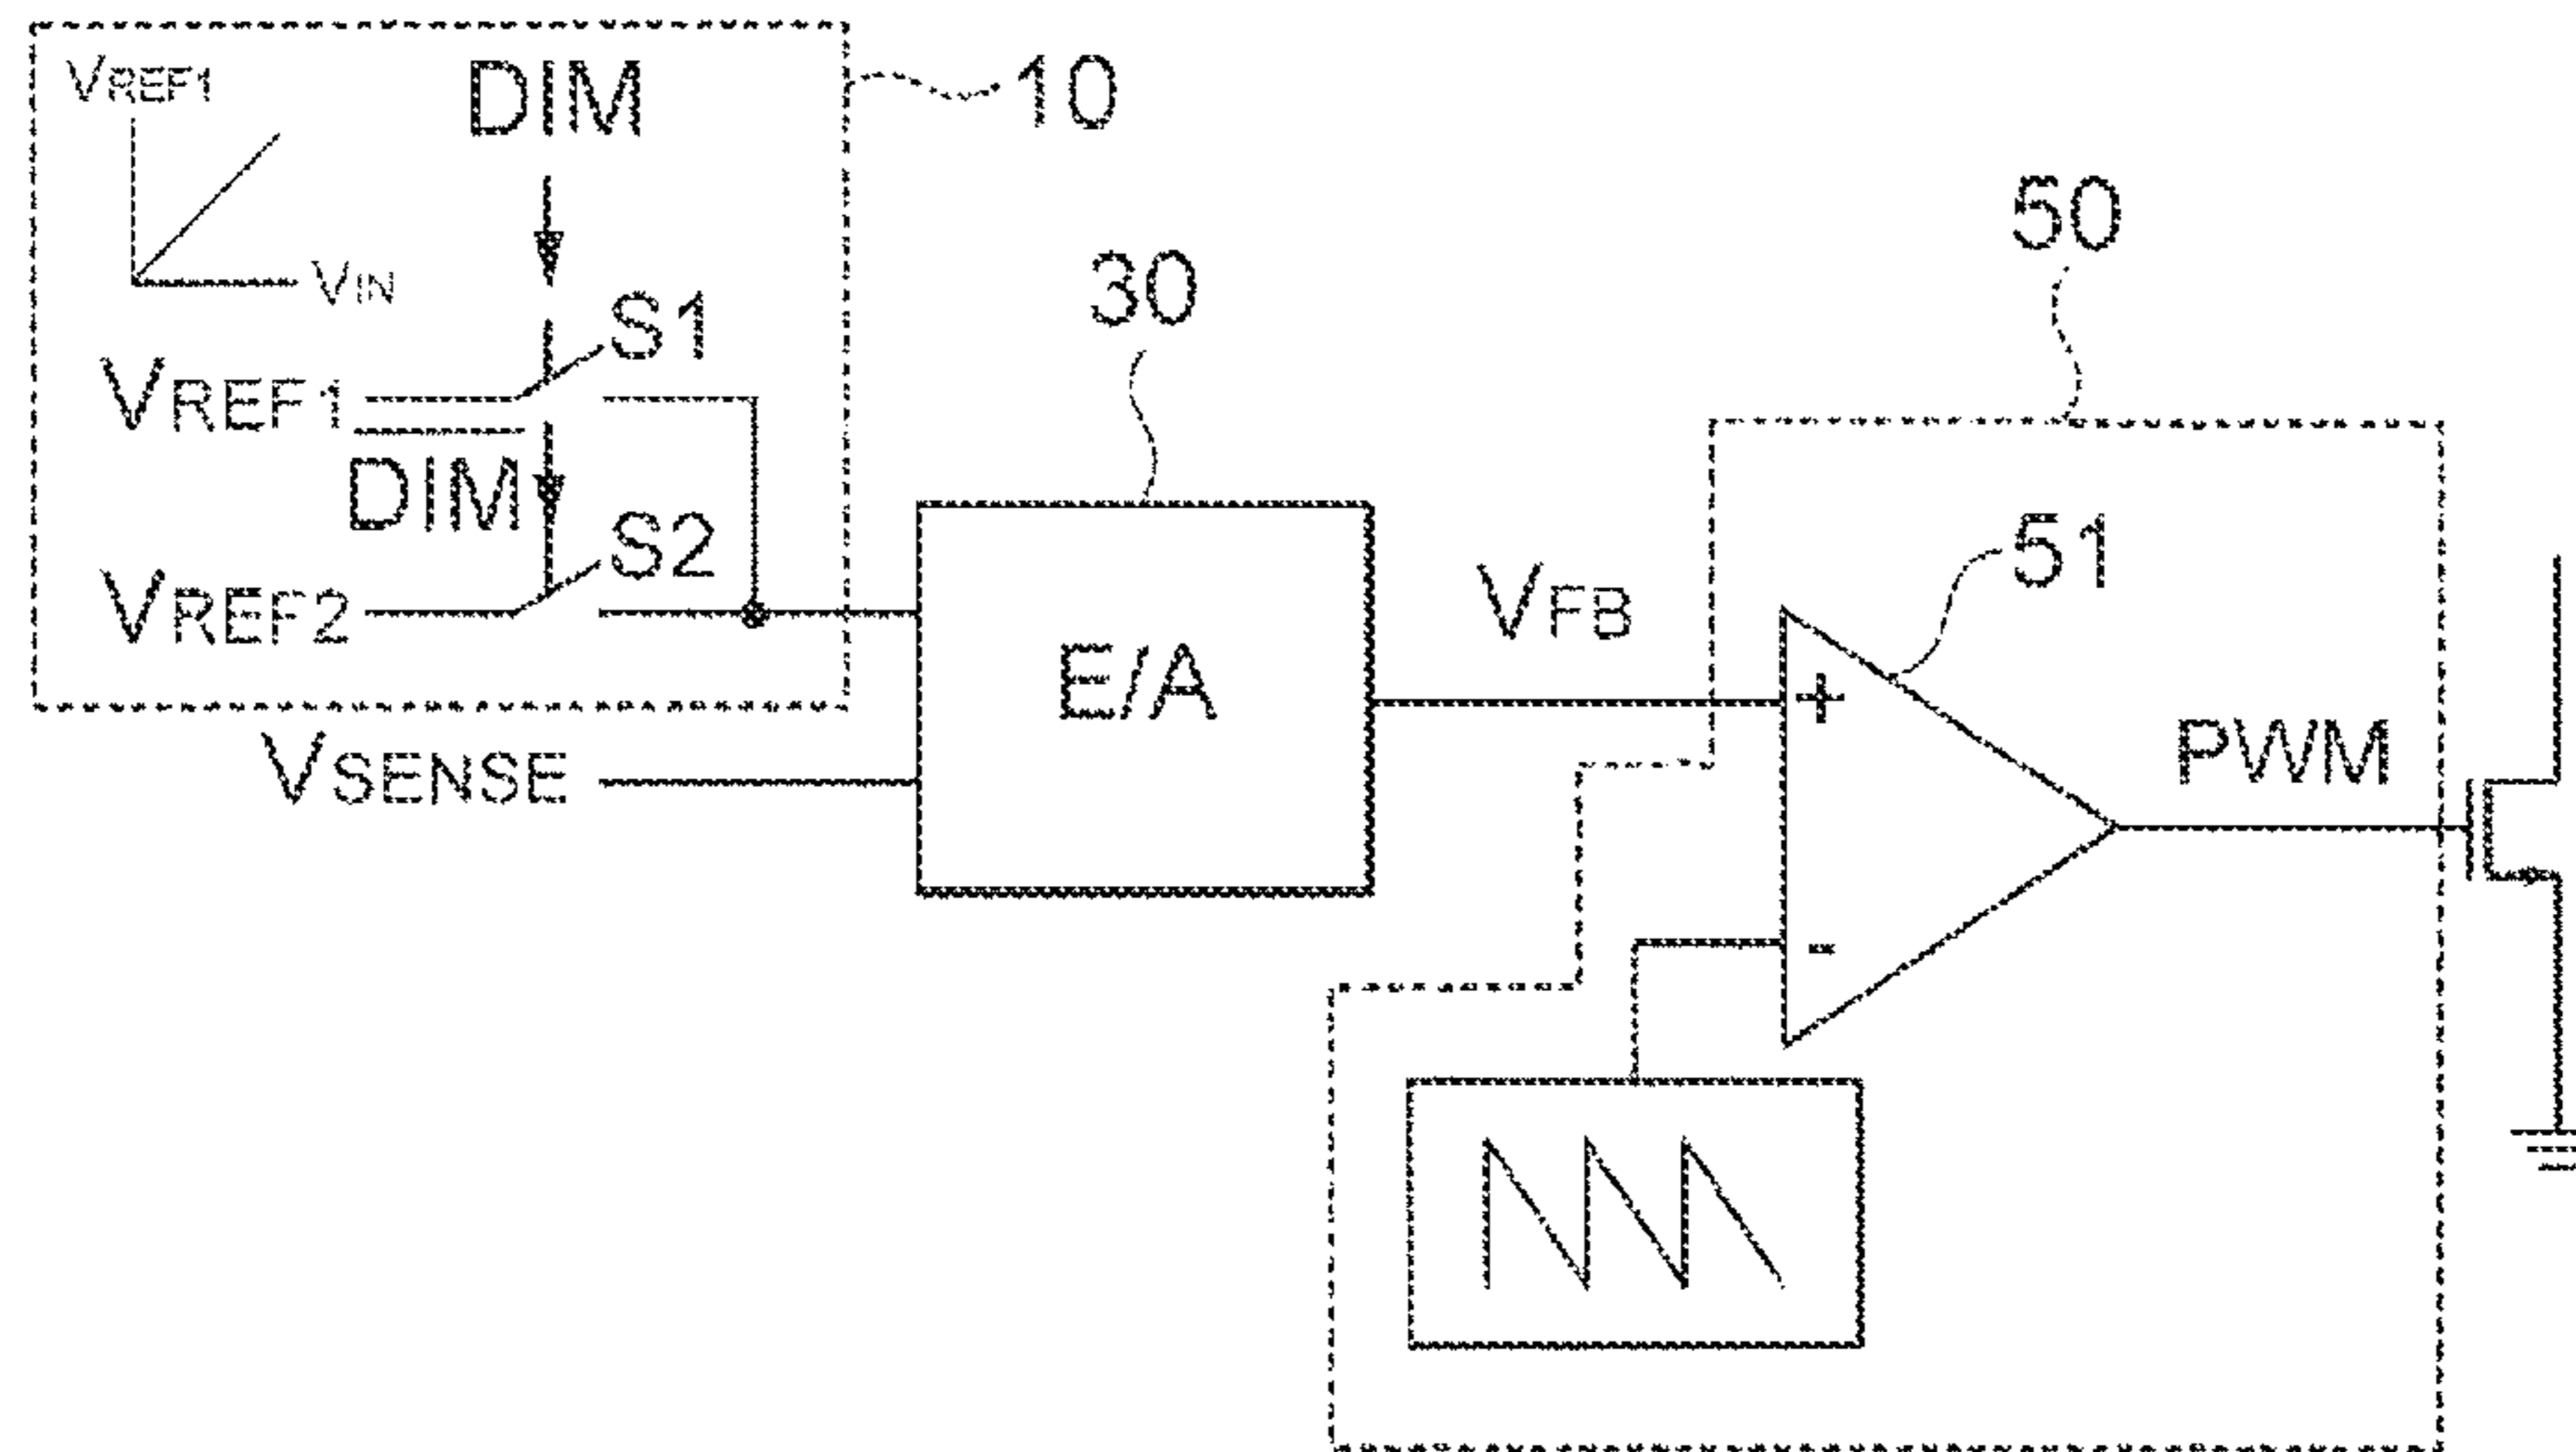 VREF1
DIM
10
VIN
S1
VREF1
DIM
S2
VREF2
VSENSE
30
E/A
VFB
50
51
+
-
PWM